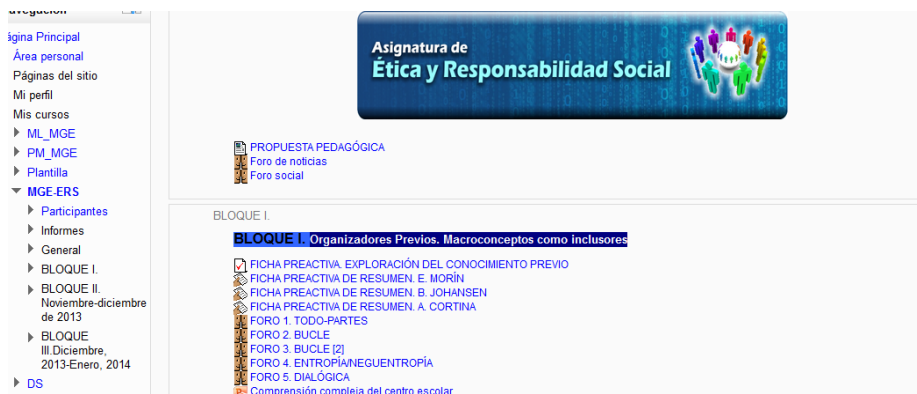 ágina Principal
Área personal
Páginas del sitio
Mi perfil
Mis cursos
ML_MGE
PM_MGE
Plantilla
MGE-ERS
Participantes
Informes
General
BLOQUE I.
BLOQUE II.
Noviembre-diciembre
de 2013
BLOQUE
III.Diciembre,
2013-Enero, 2014
DS
Asignatura de
Ética y Responsabilidad Social
PROPUESTA PEDAGÓGICA
Foro de noticias
Foro social
BLOQUE I.
BLOQUE I. Organizadores Previos. Macroconceptos como inclusores
FICHA PREACTIVA. EXPLORACIÓN DEL CONOCIMIENTO PREVIO
FICHA PREACTIVA DE RESUMEN. E. MORÍN
FICHA PREACTIVA DE RESUMEN. B. JOHANSEN
FICHA PREACTIVA DE RESUMEN. A. CORTINA
FORO 1. TODO-PARTES
FORO 2. BUCLE
FORO 3. BUCLE [2]
FORO 4. ENTROPÍA/NEGUENTROPÍA
FORO 5. DIALÓGICA
Comprensión compleja del centro escolar